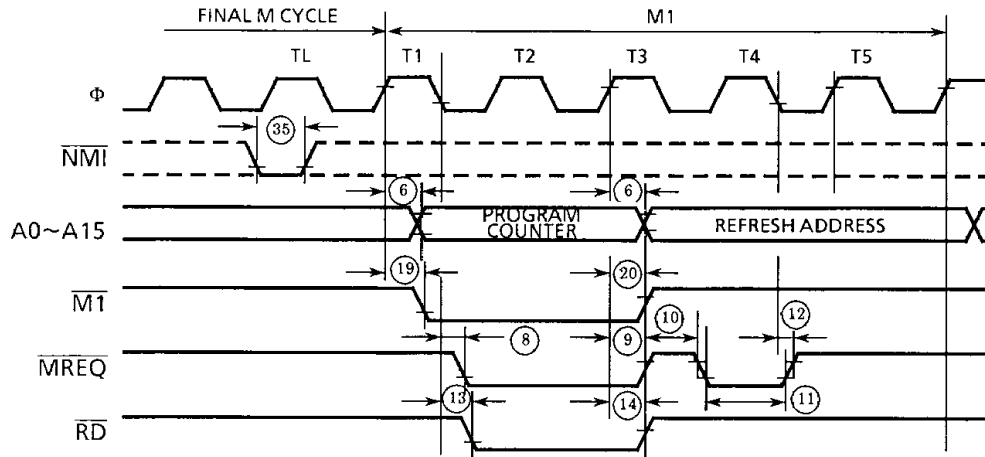 FINAL M CYCLE M1
TL T1 T2 T3 T4 T5
Φ
35
NMI
6 6
A0~A15 PROGRAM COUNTER REFRESH ADDRESS
19 20
M1
10 12
8 9
MREQ
13 14 11
RD